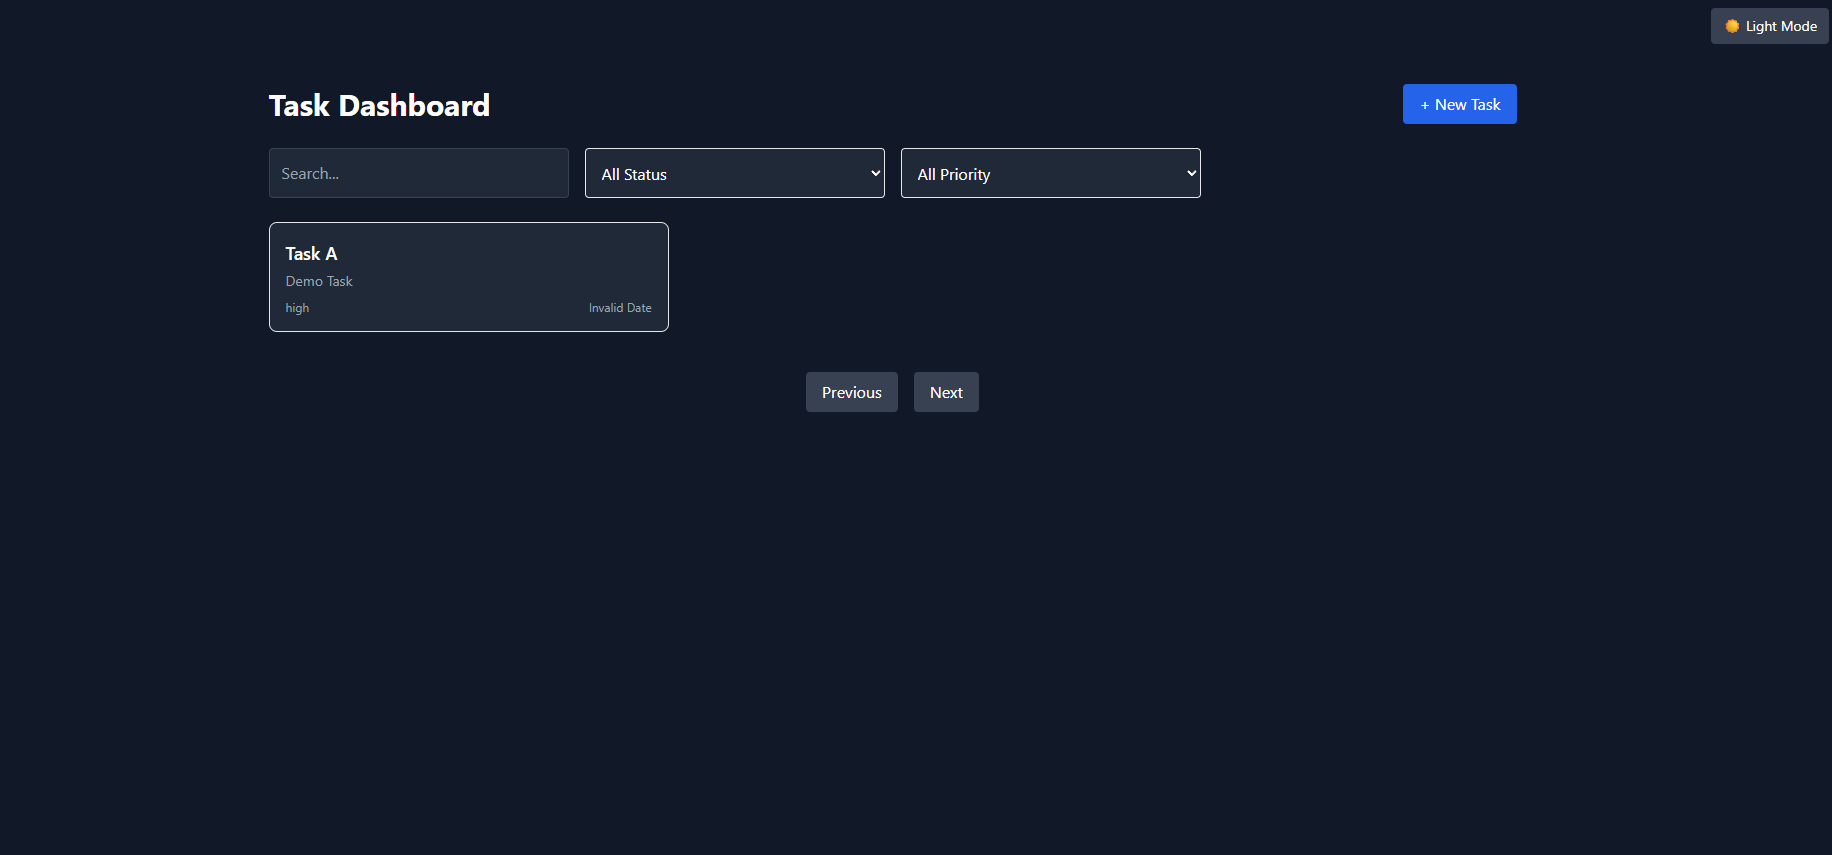 Light Mode
Task Dashboard
+ New Task
Search...
All Status
All Priority
Task A
Demo Task
high
Invalid Date
Previous
Next